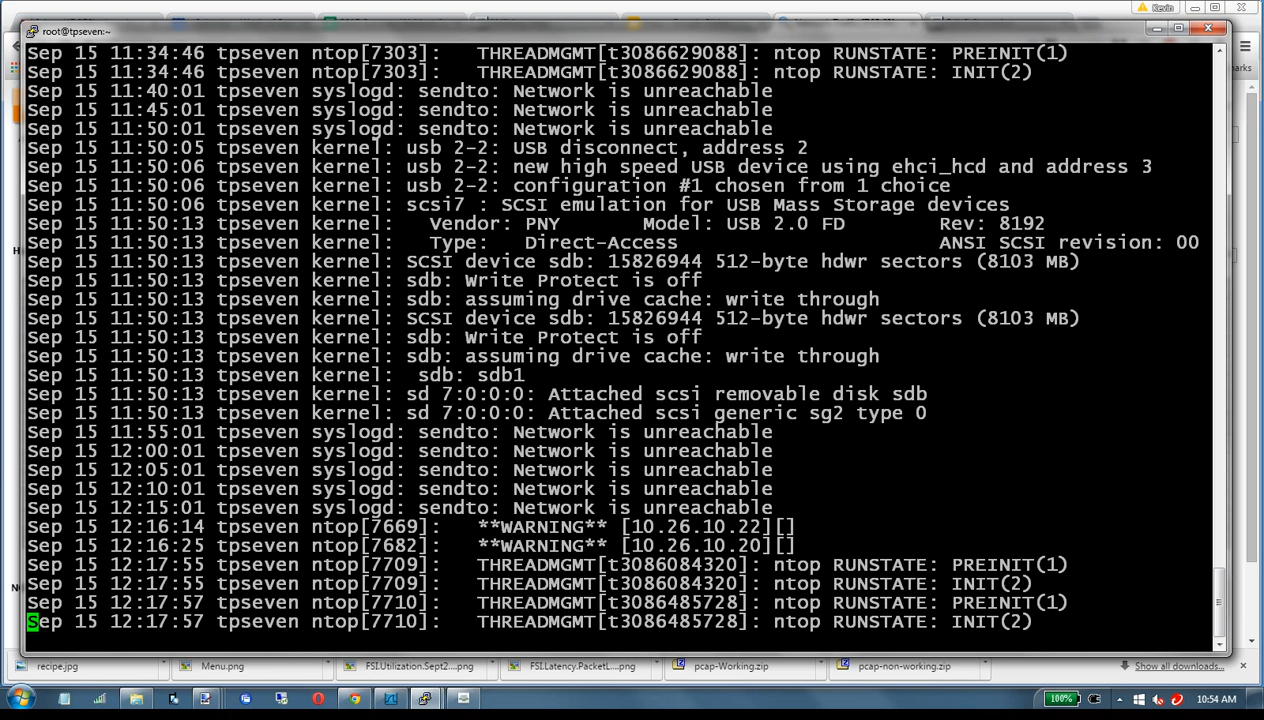 Kevin
root@tpseven:~
Sep 15 11:34:46 tpseven ntop[7303]:   THREADMGMT[t3086629088]: ntop RUNSTATE: PREINIT(1)
Sep 15 11:34:46 tpseven ntop[7303]:   THREADMGMT[t3086629088]: ntop RUNSTATE: INIT(2)
Sep 15 11:40:01 tpseven syslogd: sendto: Network is unreachable
Sep 15 11:45:01 tpseven syslogd: sendto: Network is unreachable
Sep 15 11:50:01 tpseven syslogd: sendto: Network is unreachable
Sep 15 11:50:05 tpseven kernel: usb 2-2: USB disconnect, address 2
Sep 15 11:50:06 tpseven kernel: usb 2-2: new high speed USB device using ehci_hcd and address 3
Sep 15 11:50:06 tpseven kernel: usb 2-2: configuration #1 chosen from 1 choice
Sep 15 11:50:06 tpseven kernel: scsi7 : SCSI emulation for USB Mass Storage devices
Sep 15 11:50:13 tpseven kernel:   Vendor: PNY       Model: USB 2.0 FD        Rev: 8192
Sep 15 11:50:13 tpseven kernel:   Type:   Direct-Access                      ANSI SCSI revision: 00
Sep 15 11:50:13 tpseven kernel: SCSI device sdb: 15826944 512-byte hdwr sectors (8103 MB)
Sep 15 11:50:13 tpseven kernel: sdb: Write Protect is off
Sep 15 11:50:13 tpseven kernel: sdb: assuming drive cache: write through
Sep 15 11:50:13 tpseven kernel: SCSI device sdb: 15826944 512-byte hdwr sectors (8103 MB)
Sep 15 11:50:13 tpseven kernel: sdb: Write Protect is off
Sep 15 11:50:13 tpseven kernel: sdb: assuming drive cache: write through
Sep 15 11:50:13 tpseven kernel:  sdb: sdb1
Sep 15 11:50:13 tpseven kernel: sd 7:0:0:0: Attached scsi removable disk sdb
Sep 15 11:50:13 tpseven kernel: sd 7:0:0:0: Attached scsi generic sg2 type 0
Sep 15 11:55:01 tpseven syslogd: sendto: Network is unreachable
Sep 15 12:00:01 tpseven syslogd: sendto: Network is unreachable
Sep 15 12:05:01 tpseven syslogd: sendto: Network is unreachable
Sep 15 12:10:01 tpseven syslogd: sendto: Network is unreachable
Sep 15 12:15:01 tpseven syslogd: sendto: Network is unreachable
Sep 15 12:16:14 tpseven ntop[7669]:   **WARNING** [10.26.10.22][]
Sep 15 12:16:25 tpseven ntop[7682]:   **WARNING** [10.26.10.20][]
Sep 15 12:17:55 tpseven ntop[7709]:   THREADMGMT[t3086084320]: ntop RUNSTATE: PREINIT(1)
Sep 15 12:17:55 tpseven ntop[7709]:   THREADMGMT[t3086084320]: ntop RUNSTATE: INIT(2)
Sep 15 12:17:57 tpseven ntop[7710]:   THREADMGMT[t3086485728]: ntop RUNSTATE: PREINIT(1)
Sep 15 12:17:57 tpseven ntop[7710]:   THREADMGMT[t3086485728]: ntop RUNSTATE: INIT(2)
recipe.jpg Menu.png FSI.Utilization.Sept2...png FSI.Latency.PacketL....png pcap-Working.zip pcap-non-working.zip Show all downloads...
100% 10:54 AM